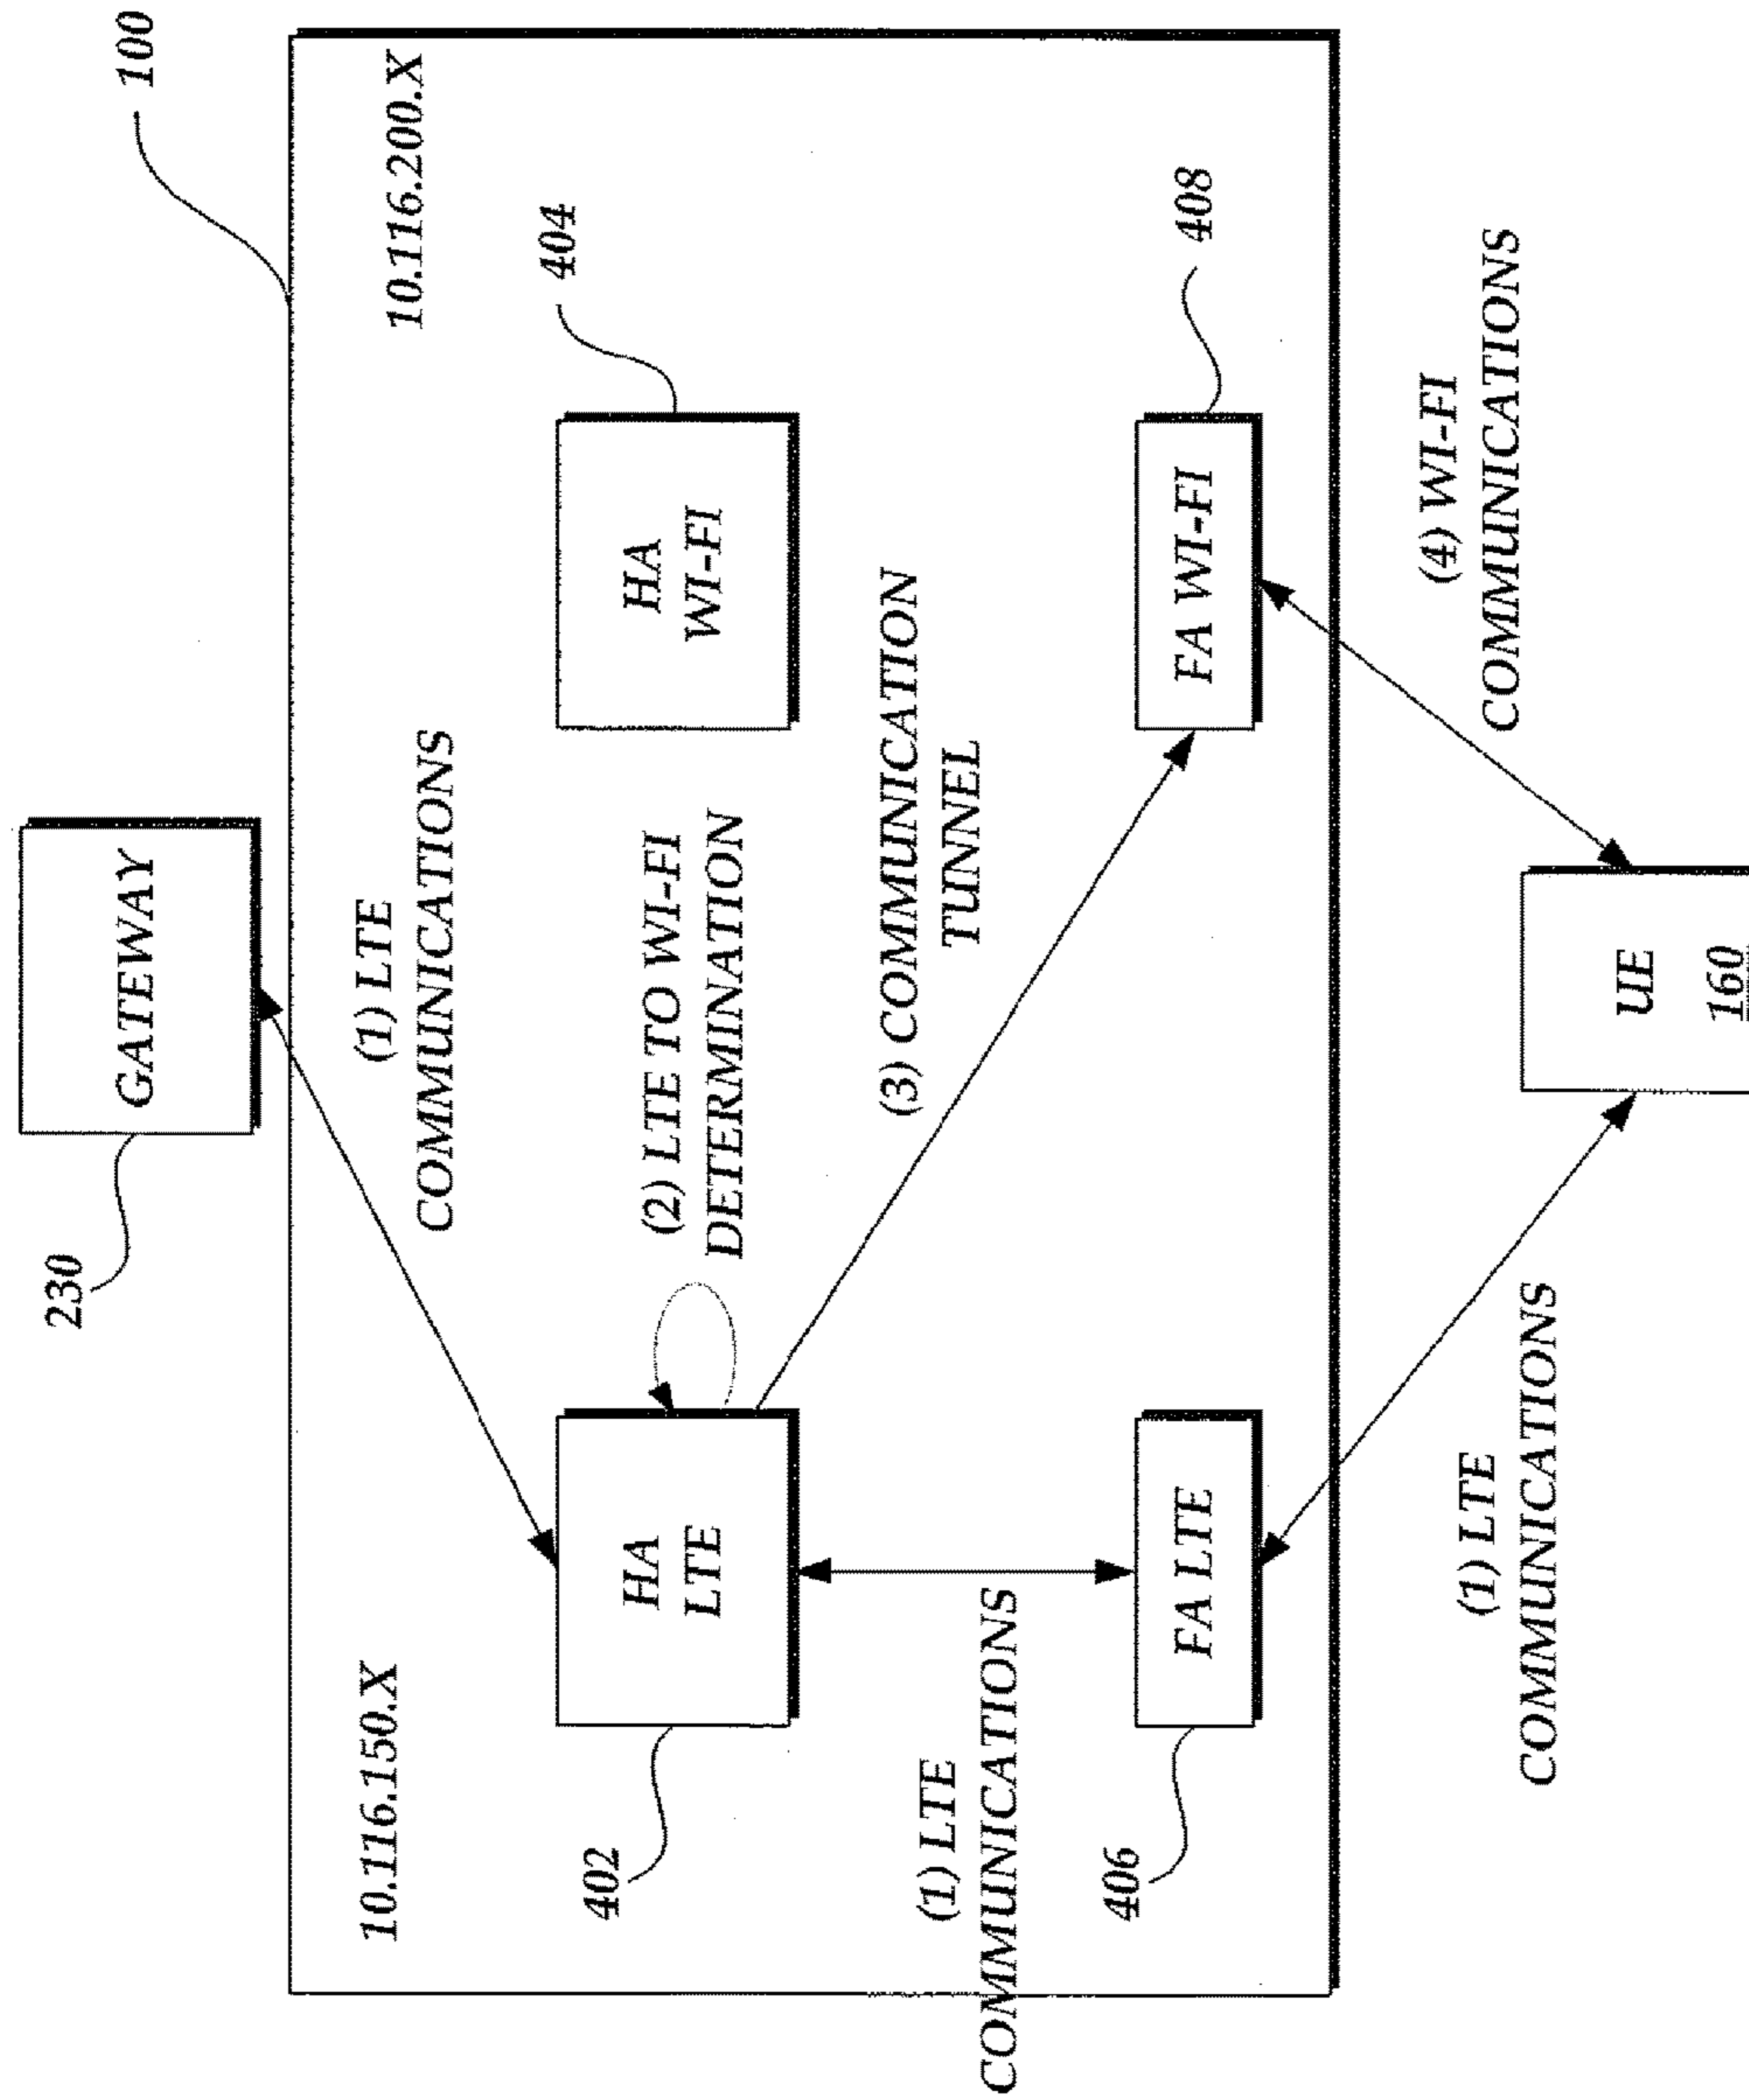 230
GATEWAY
100
10.116.150.X
(1) LTE
COMMUNICATIONS
10.116.200.X
402
HA
LTE
(2) LTE TO WI-FI
DETERMINATION
HA
WI-FI
404
(1) LTE
COMMUNICATIONS
(3) COMMUNICATION
TUNNEL
406
FA LTE
FA WI-FI
408
(1) LTE
COMMUNICATIONS
(4) WI-FI
COMMUNICATIONS
UE
160